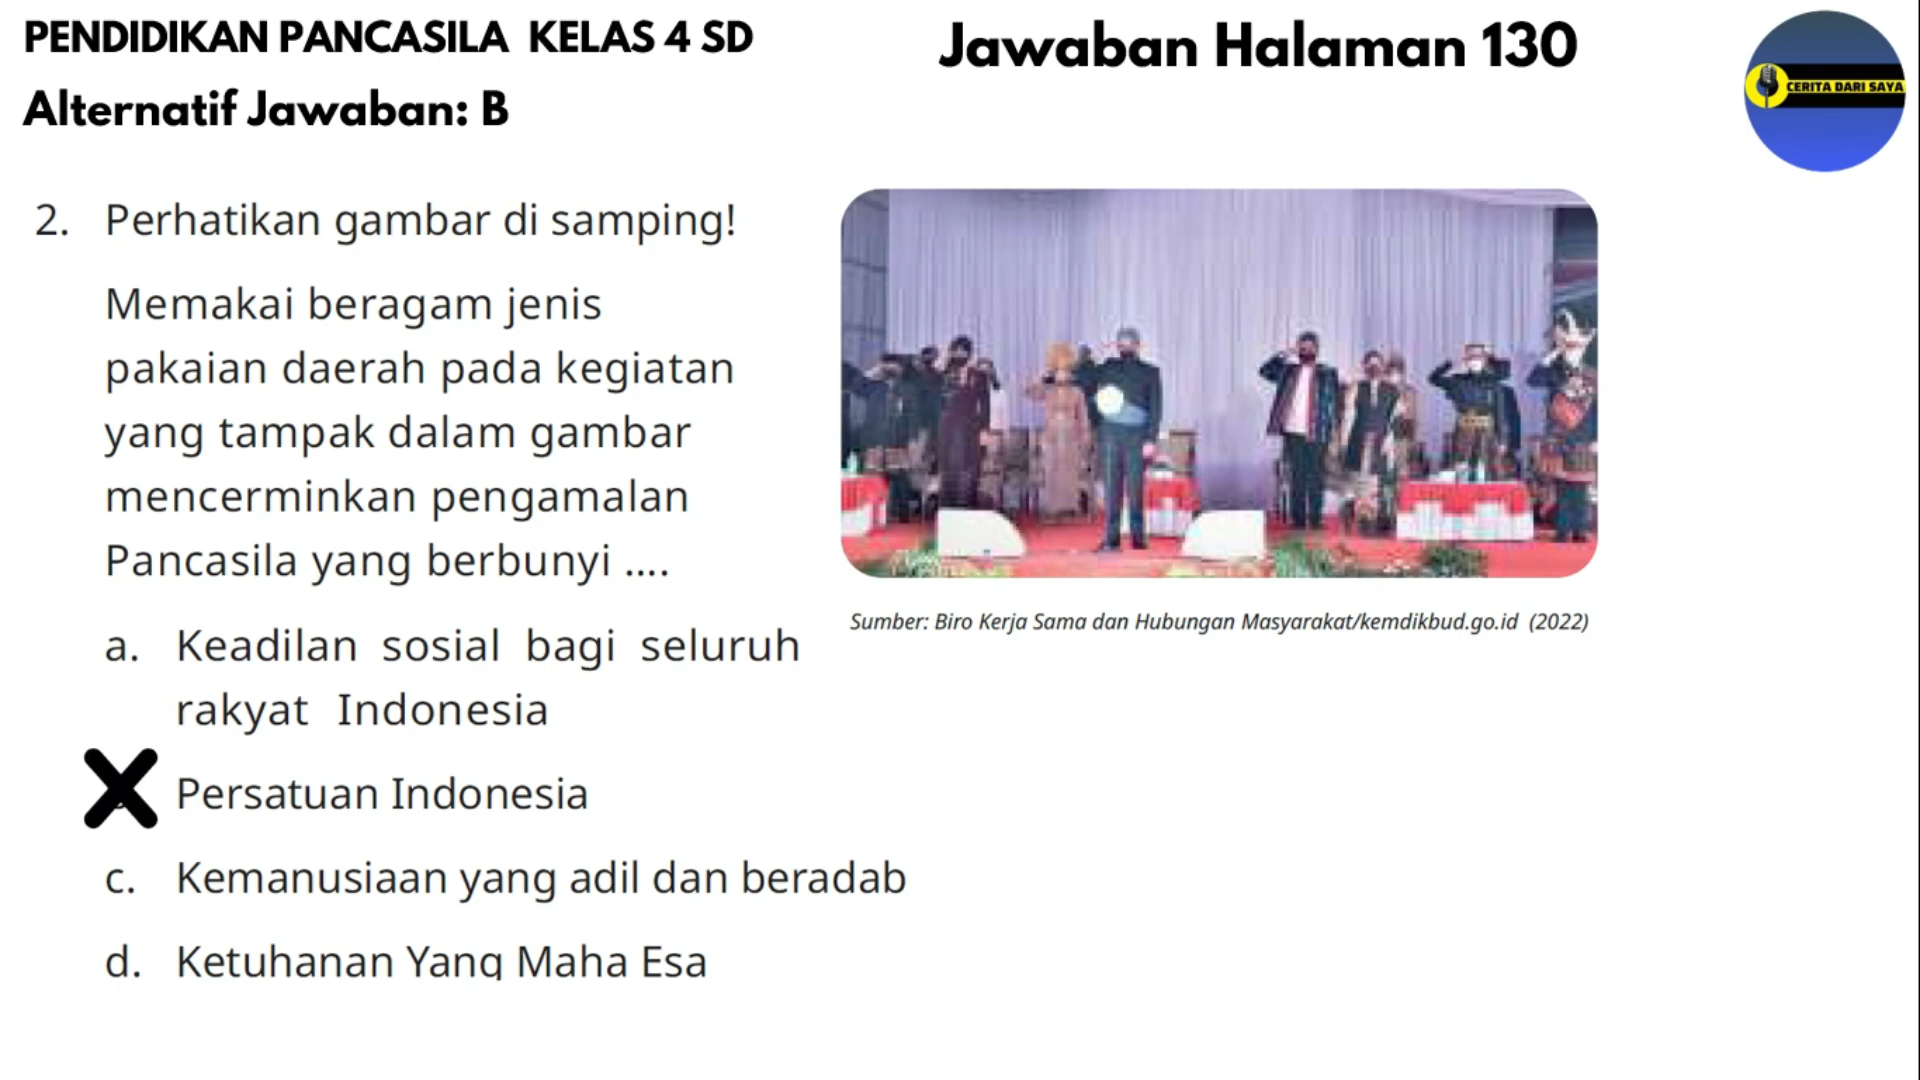 PENDIDIKAN PANCASILA KELAS 4 SD
Alternatif Jawaban: B
Jawaban Halaman 130
CERITA DARI SAYA
2. Perhatikan gambar di samping!
Memakai beragam jenis
pakaian daerah pada kegiatan
yang tampak dalam gambar
mencerminkan pengamalan
Pancasila yang berbunyi ....
a. Keadilan sosial bagi seluruh
rakyat Indonesia
Persatuan Indonesia
c. Kemanusiaan yang adil dan beradab
d. Ketuhanan Yang Maha Esa
Sumber: Biro Kerja Sama dan Hubungan Masyarakat/kemdikbud.go.id (2022)